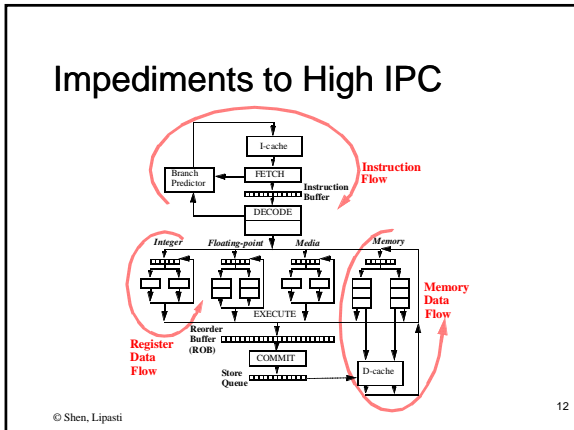 Impediments to High IPC
I-cache
Branch
Predictor
FETCH
Instruction
Flow
Instruction
Buffer
DECODE
Integer
Floating-point
Media
Memory
Memory
Data
Flow
EXECUTE
Register
Data
Flow
Reorder
Buffer
(ROB)
COMMIT
Store
Queue
D-cache
© Shen, Lipasti
12